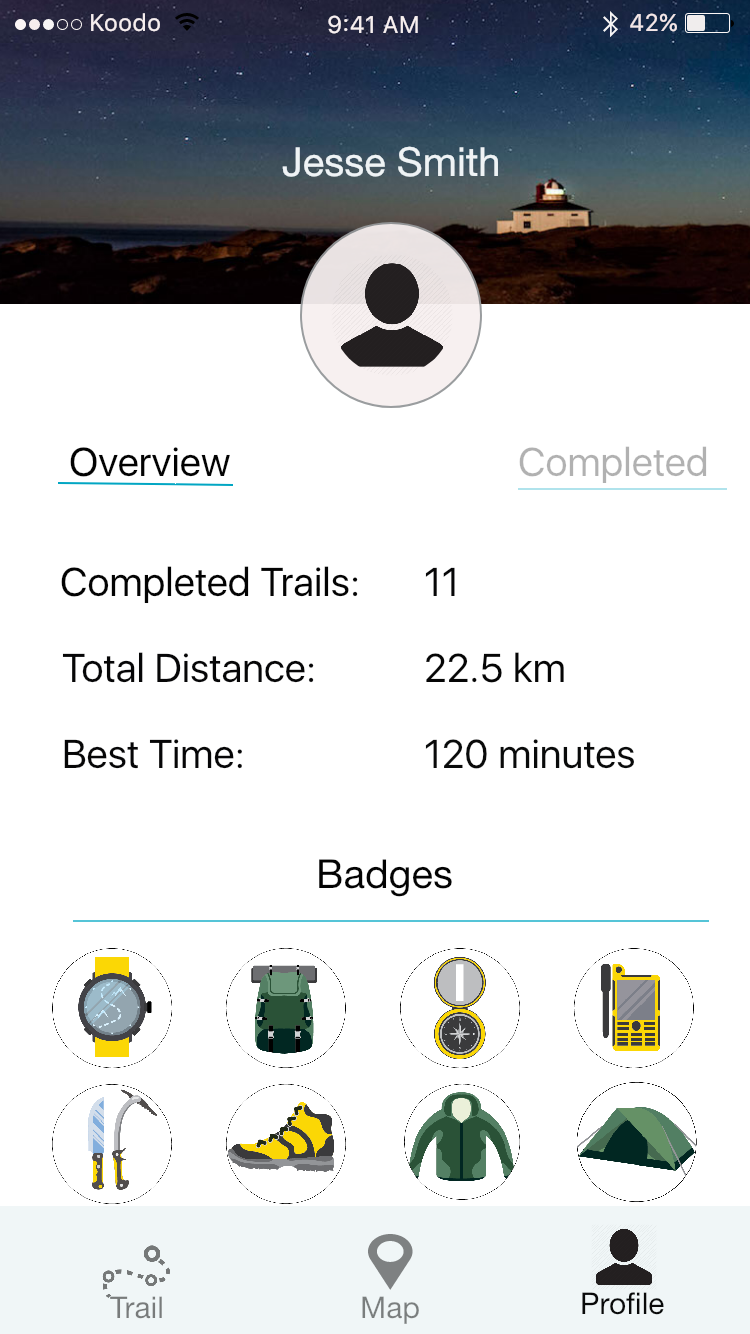 Koodo 9:41 AM 42%
Jesse Smith
Overview Completed
Completed Trails: 11
Total Distance: 22.5 km
Best Time: 120 minutes
Badges
Trail Map Profile